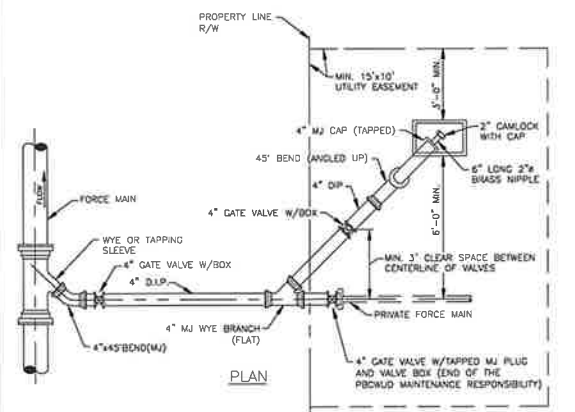 PROPERTY LINE
R/W
MIN. 15'x10'
UTILITY EASEMENT
5'-0" MIN.
4" MJ CAP (TAPPED)
2" CAMLOCK
WITH CAP
45° BEND (ANGLED UP)
6" LONG 2"ø
BRASS NIPPLE
4" DIP
FLOW
FORCE MAIN
4" GATE VALVE W/BOX
6'-0" MIN.
WYE OR TAPPING
SLEEVE
MIN. 3' CLEAR SPACE BETWEEN
CENTERLINE OF VALVES
4" GATE VALVE W/BOX
4" D.I.P.
PRIVATE FORCE MAIN
4" MJ WYE BRANCH
(FLAT)
4"x45°BEND(MJ)
4" GATE VALVE W/TAPPED MJ PLUG
AND VALVE BOX (END OF THE
PBCWUD MAINTENANCE RESPONSIBILITY)
PLAN